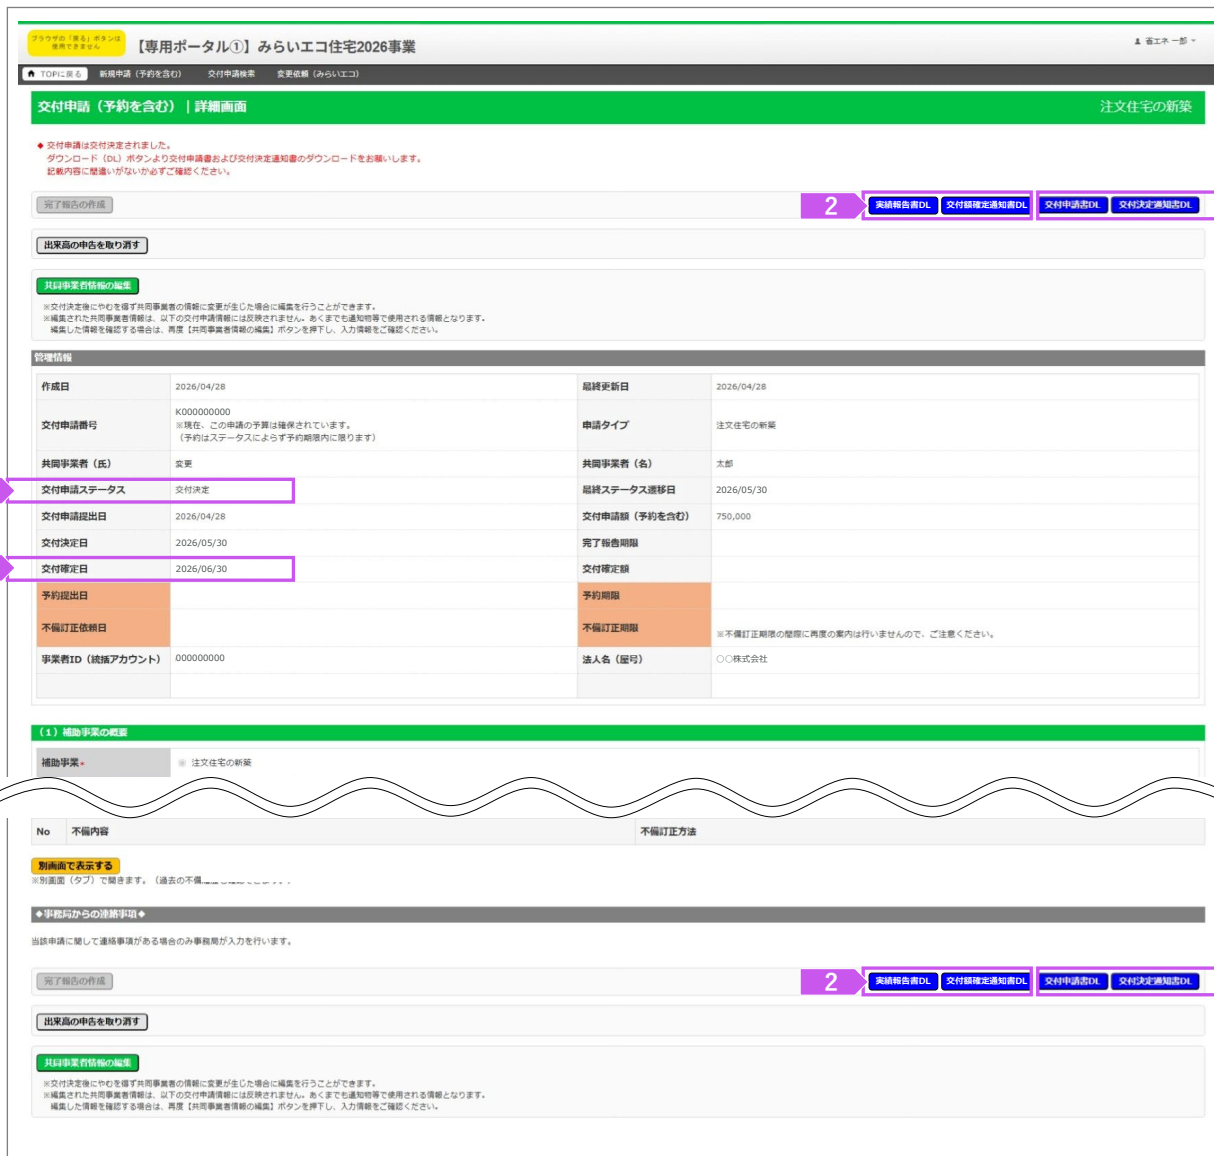 ブラウザの「戻る」ボタンは
使用できません
【専用ポータル①】みらいエコ住宅2026事業
省エネ 一郎
TOPに戻る 新規申請（予約を含む） 交付申請検索 変更依頼（みらいエコ）
交付申請（予約を含む）｜詳細画面 注文住宅の新築
◆ 交付申請は交付決定されました。
ダウンロード（DL）ボタンより交付申請書および交付決定通知書のダウンロードをお願いします。
記載内容に間違いがないか必ずご確認ください。
完了報告の作成 2 実績報告書DL 交付額確定通知書DL 交付申請書DL 交付決定通知書DL
出来高の申告を取り消す
共同事業者情報の編集
※交付決定後にやむを得ず共同事業者の情報に変更が生じた場合に編集を行うことができます。
※編集された共同事業者情報は、以下の交付申請情報には反映されません。あくまでも通知物等で使用される情報となります。
編集した情報を確認する場合は、再度【共同事業者情報の編集】ボタンを押下し、入力情報をご確認ください。
管理情報
作成日 2026/04/28 最終更新日 2026/04/28
交付申請番号 K000000000 申請タイプ 注文住宅の新築
※現在、この申請の予算は確保されています。
（予約はステータスによらず予約期限内に限ります）
共同事業者（氏） 変更 共同事業者（名） 太郎
交付申請ステータス 交付決定 最終ステータス遷移日 2026/05/30
交付申請提出日 2026/04/28 交付申請額（予約を含む） 750,000
交付決定日 2026/05/30 完了報告期限
交付確定日 2026/06/30 交付確定額
予約提出日 予約期限
不備訂正依頼日 不備訂正期限 ※不備訂正期限の間際に再度の案内は行いませんので、ご注意ください。
事業者ID（統括アカウント） 000000000 法人名（屋号） ○○株式会社
（1）補助事業の概要
補助事業* 注文住宅の新築
No 不備内容 不備訂正方法
別画面で表示する
※別画面（タブ）で開きます。（過去の不備
◆事務局からの連絡事項◆
当該申請に関して連絡事項がある場合のみ事務局が入力を行います。
完了報告の作成 2 実績報告書DL 交付額確定通知書DL 交付申請書DL 交付決定通知書DL
出来高の申告を取り消す
共同事業者情報の編集
※交付決定後にやむを得ず共同事業者の情報に変更が生じた場合に編集を行うことができます。
※編集された共同事業者情報は、以下の交付申請情報には反映されません。あくまでも通知物等で使用される情報となります。
編集した情報を確認する場合は、再度【共同事業者情報の編集】ボタンを押下し、入力情報をご確認ください。